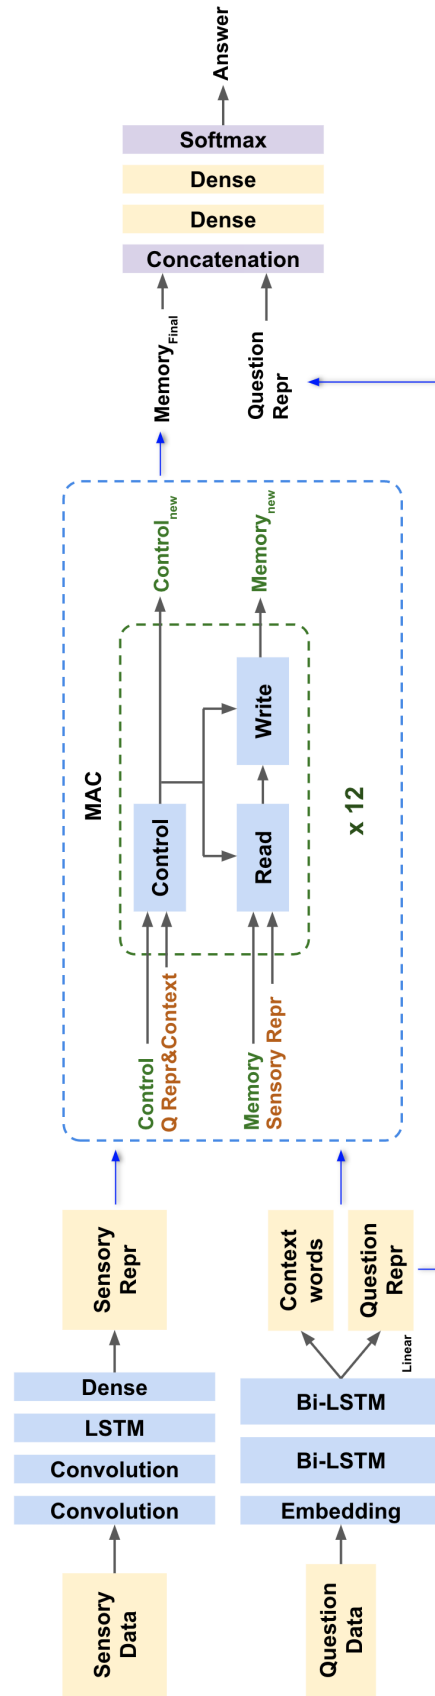 Sensory
Data
Convolution
Convolution
LSTM
Dense
Sensory
Repr
Question
Data
Embedding
Bi-LSTM
Bi-LSTM
Linear
Context
words
Question
Repr
MAC
Control
Q Repr&Context
Memory
Sensory Repr
Control
Read
Write
Control new
Memory new
x 12
Memory Final
Question
Repr
Concatenation
Dense
Dense
Softmax
Answer